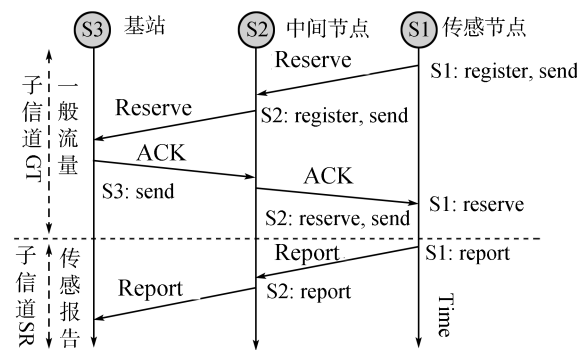 S3 基站
S2 中间节点
S1 传感节点
Reserve
S1: register, send
Reserve
S2: register, send
ACK
S3: send
ACK
S2: reserve, send
S1: reserve
子信道GT
一般流量
Report
S1: report
Report
S2: report
子信道SR
传感报告
Time